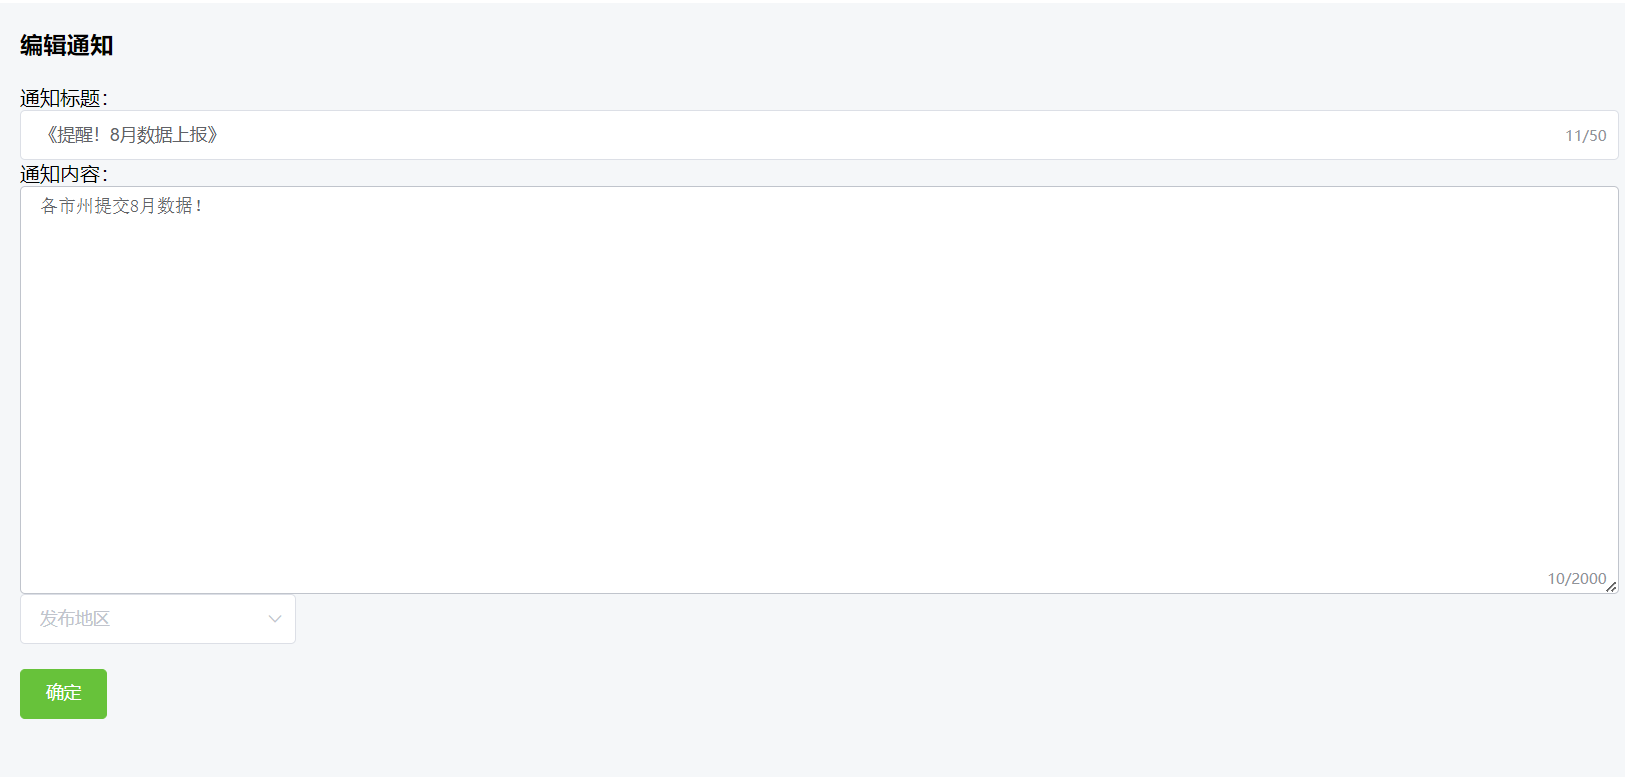 编辑通知
通知标题：
《提醒！8月数据上报》
11/50
通知内容：
各市州提交8月数据！
10/2000
发布地区
确定